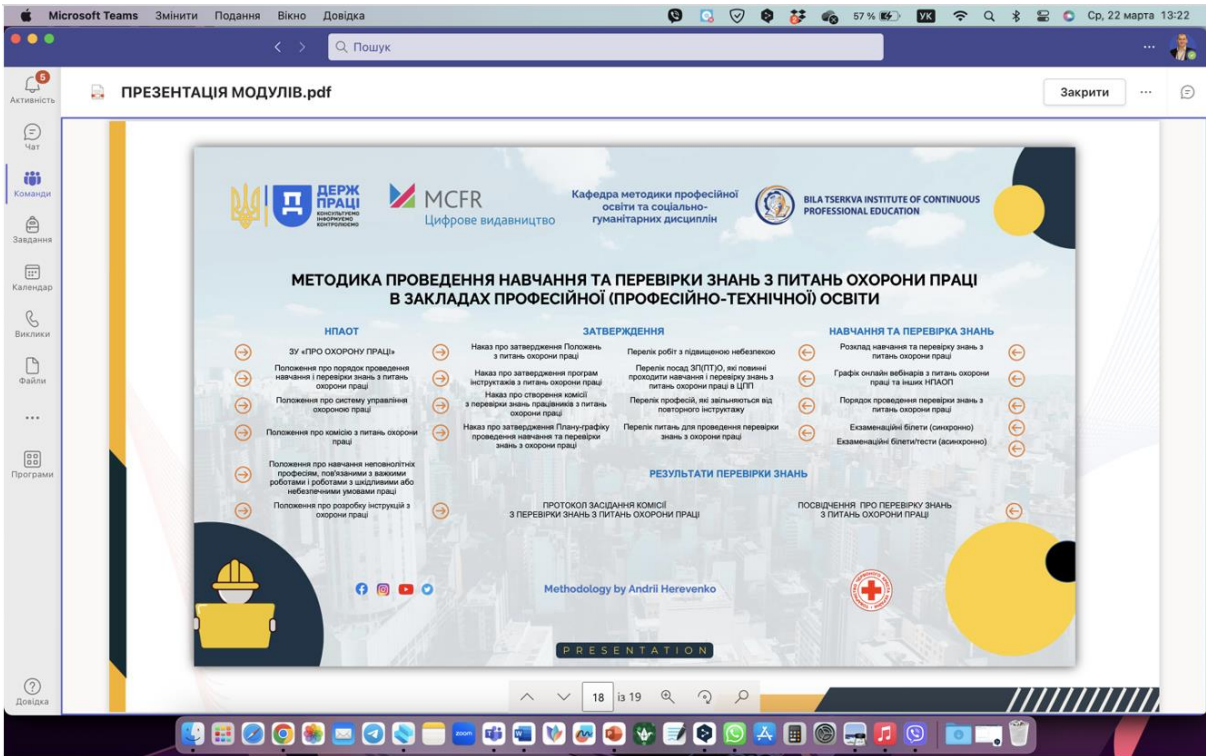 Microsoft Teams Змінити Подання Вікно Довідка
57 % УК Ср, 22 марта 13:22
Пошук
5
Активність
ПРЕЗЕНТАЦІЯ МОДУЛІВ.pdf
Закрити
Чат
Команди
Завдання
Календар
Виклики
Файли
Програми
Довідка
ДЕРЖ
ПРАЦІ
КОНСУЛЬТУЄМО
ІНФОРМУЄМО
КОНТРОЛЮЄМО
MCFR
Цифрове видавництво
Кафедра методики професійної
освіти та соціально-
гуманітарних дисциплін
BILA TSERKVA INSTITUTE OF CONTINUOUS
PROFESSIONAL EDUCATION
МЕТОДИКА ПРОВЕДЕННЯ НАВЧАННЯ ТА ПЕРЕВІРКИ ЗНАНЬ З ПИТАНЬ ОХОРОНИ ПРАЦІ
В ЗАКЛАДАХ ПРОФЕСІЙНОЇ (ПРОФЕСІЙНО-ТЕХНІЧНОЇ) ОСВІТИ
НПАОТ
ЗУ «ПРО ОХОРОНУ ПРАЦІ»
Положення про порядок проведення
навчання і перевірки знань з питань
охорони праці
Положення про систему управління
охороною праці
Положення про комісію з питань охорони
праці
Положення про навчання неповнолітніх
професіям, пов'язаними з важкими
роботами і роботами з шкідливими або
небезпечними умовами праці
Положення про розробку інструкцій з
охорони праці
ЗАТВЕРЖДЕННЯ
Наказ про затвердження Положень
з питань охорони праці
Наказ про затвердження програм
інструктажів з питань охорони праці
Наказ про створення комісії
з перевірки знань працівників з питань
охорони праці
Наказ про затвердження Плану-графіку
проведення навчання та перевірки
знань з охорони праці
Перелік робіт з підвищеною небезпекою
Перелік посад ЗП(ПТ)О, які повинні
проходити навчання і перевірку знань з
питань охорони праці в ЦПП
Перелік професій, які звільняються від
повторного інструктажу
Перелік питань для проведення перевірки
знань з охорони праці
НАВЧАННЯ ТА ПЕРЕВІРКА ЗНАНЬ
Розклад навчання та перевірку знань з
питань охорони праці
Графік онлайн вебінарів з питань охорони
праці та інших НПАОП
Порядок проведення перевірки знань з
питань охорони праці
Екзаменаційні білети (синхронно)
Екзаменаційні білети/тести (асинхронно)
РЕЗУЛЬТАТИ ПЕРЕВІРКИ ЗНАНЬ
ПРОТОКОЛ ЗАСІДАННЯ КОМІСІЇ
З ПЕРЕВІРКИ ЗНАНЬ З ПИТАНЬ ОХОРОНИ ПРАЦІ
ПОСВІДЧЕННЯ ПРО ПЕРЕВІРКУ ЗНАНЬ
З ПИТАНЬ ОХОРОНИ ПРАЦІ
Methodology by Andrii Herevenko
PRESENTATION
18 із 19
zoom